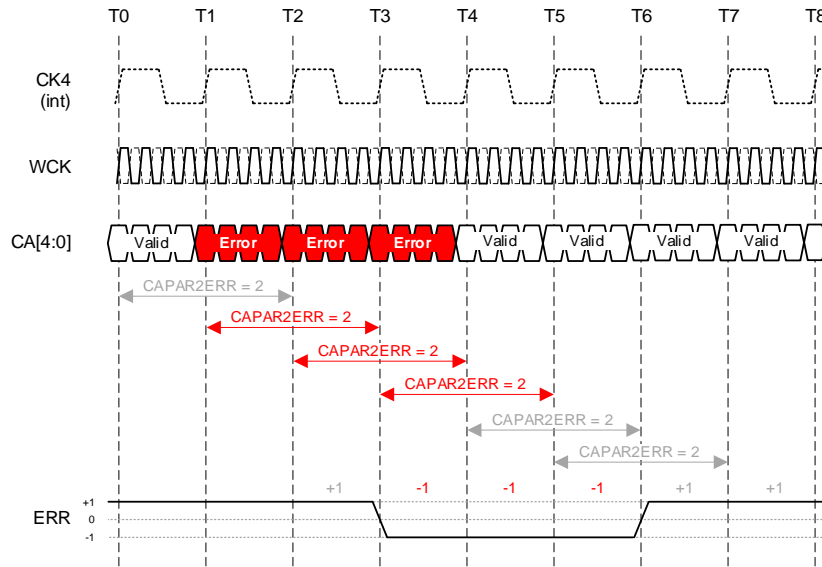 T0 T1 T2 T3 T4 T5 T6 T7 T8
CK4
(int)
WCK
CA[4:0] Valid Error Error Error Valid Valid Valid Valid
CAPAR2ERR = 2
CAPAR2ERR = 2
CAPAR2ERR = 2
CAPAR2ERR = 2
CAPAR2ERR = 2
CAPAR2ERR = 2
+1 -1 -1 -1 +1 +1
+1
ERR 0
-1